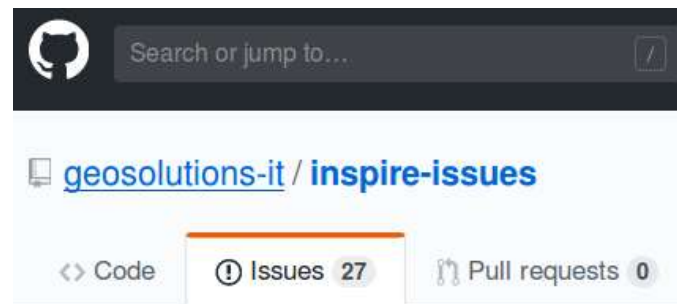 Search or jump to... /
geosolutions-it / inspire-issues
<> Code Issues 27 Pull requests 0